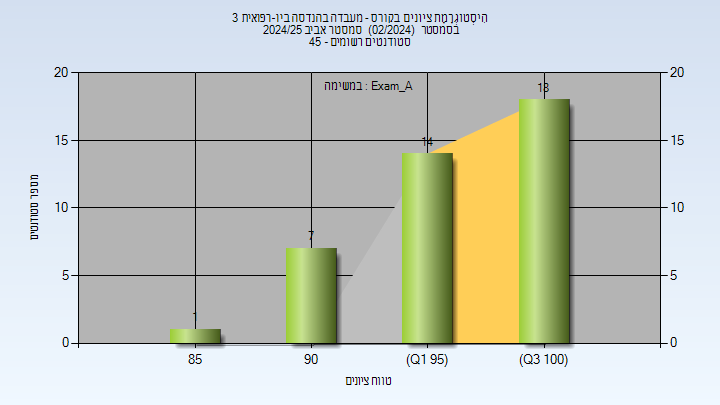 היסטוגרמת ציונים בקורס - מעבדה בהנדסה ביו-רפואית 3
בסמסטר (02/2024) סמסטר אביב 2024/25
סטודנטים רשומים - 45
במשימה : Exam_A
מספר סטודנטים
20
15
10
5
0
20
15
10
5
0
1
7
14
18
85
90
(Q1 95)
(Q3 100)
טווח ציונים